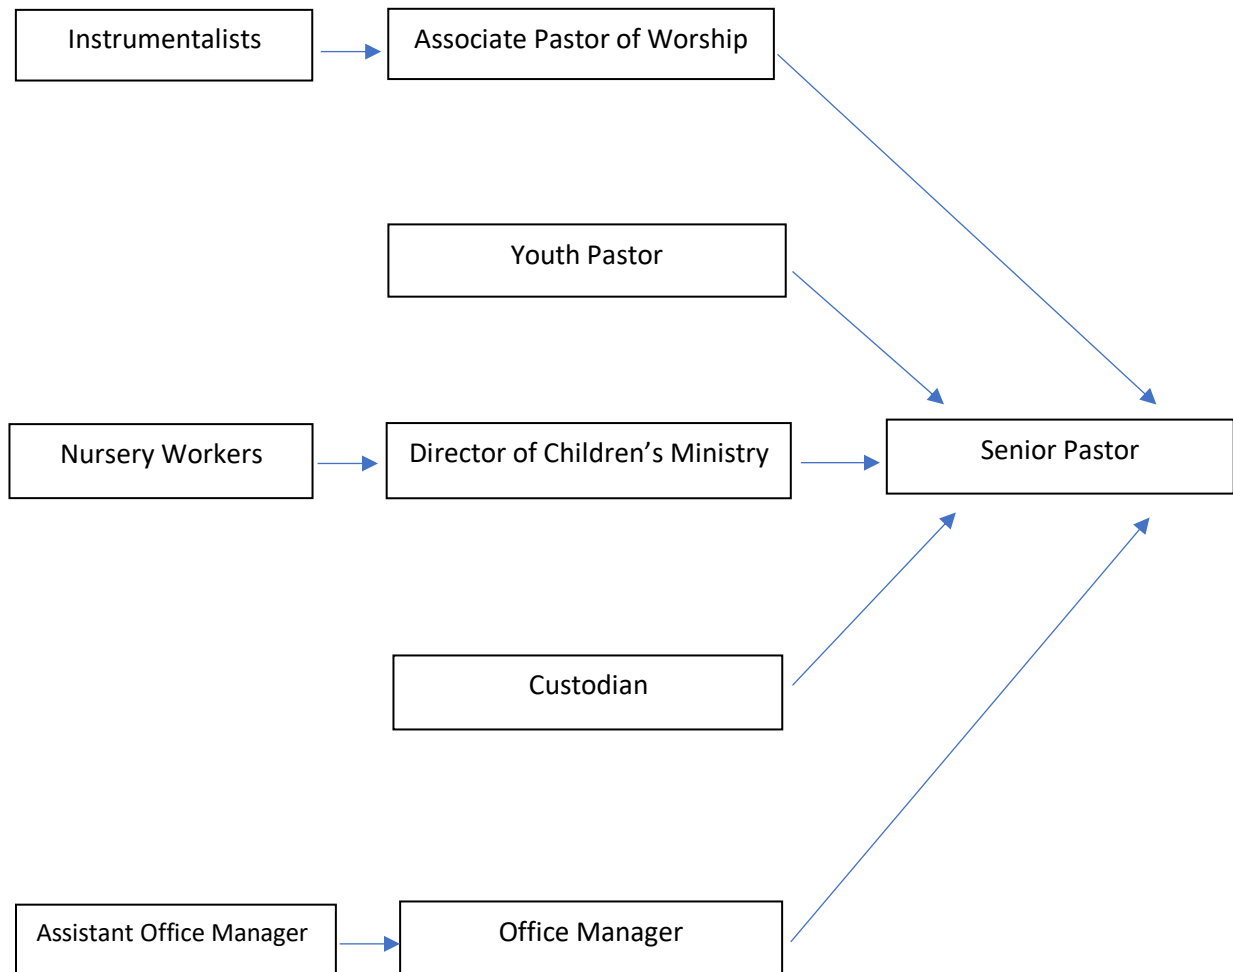 Instrumentalists
Associate Pastor of Worship
Youth Pastor
Nursery Workers
Director of Children’s Ministry
Senior Pastor
Custodian
Assistant Office Manager
Office Manager